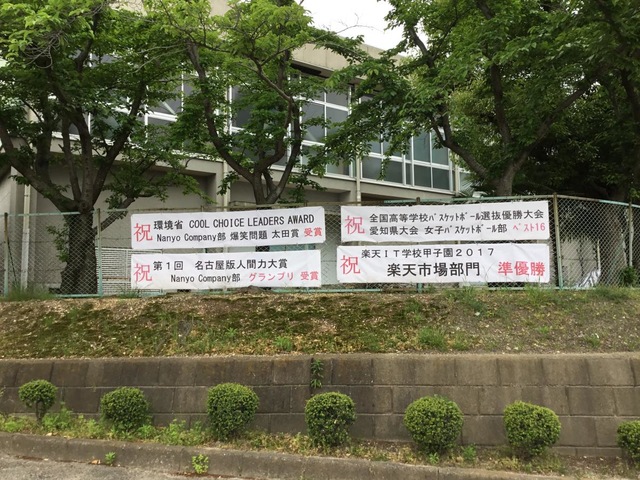 祝 環境省 COOL CHOICE LEADERS AWARD
Nanyo Company部 爆笑問題 太田賞 受賞
祝 全国高等学校バスケットボール選抜優勝大会
愛知県大会 女子バスケットボール部 ベスト16
祝 第1回 名古屋版人間力大賞
Nanyo Company部 グランプリ 受賞
祝 楽天IT学校甲子園2017
楽天市場部門 準優勝